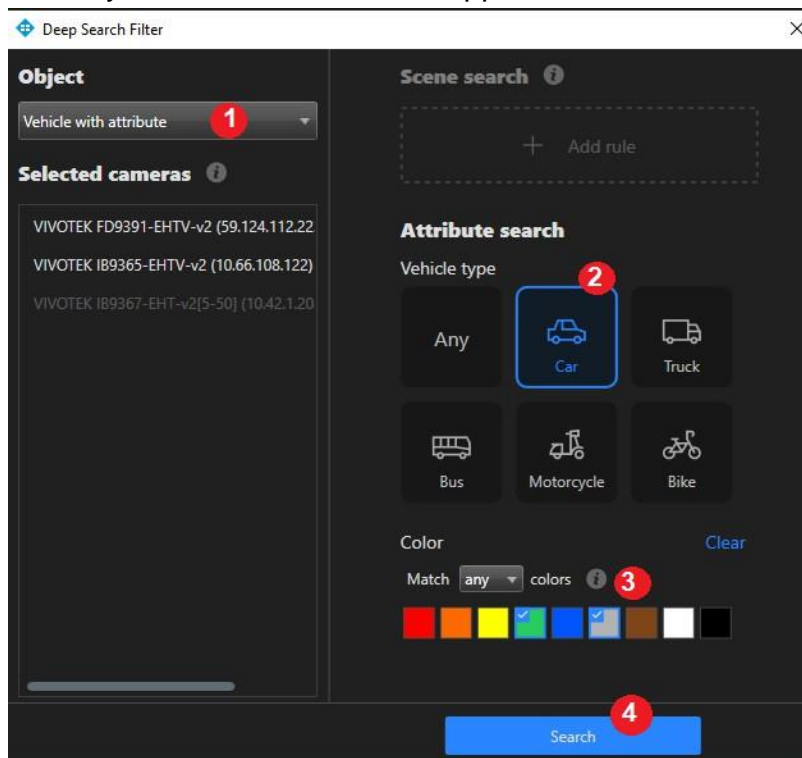 Deep Search Filter
Object
Vehicle with attribute
1
Selected cameras
VIVOTEK FD9391-EHTV-v2 (59.124.112.22
VIVOTEK IB9365-EHTV-v2 (10.66.108.122)
VIVOTEK IB9367-EHT-v2[5-50] (10.42.1.20
Scene search
+ Add rule
Attribute search
Vehicle type
2
Any
Car
Truck
Bus
Motorcycle
Bike
Color Clear
Match any colors 3
4
Search